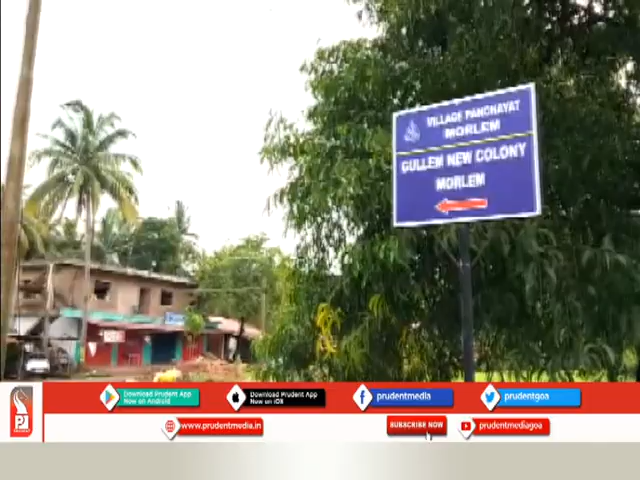 VILLAGE PANCHAYAT
MORLEM
GULLEM NEW COLONY
MORLEM
DOWNLOAD PRUDENT APP
NOW ON ANDROID
DOWNLOAD PRUDENT APP
NOW ON IOS
prudentmedia
prudentgoa
www.prudentmedia.in
SUBSCRIBE NOW
prudentmediagoa